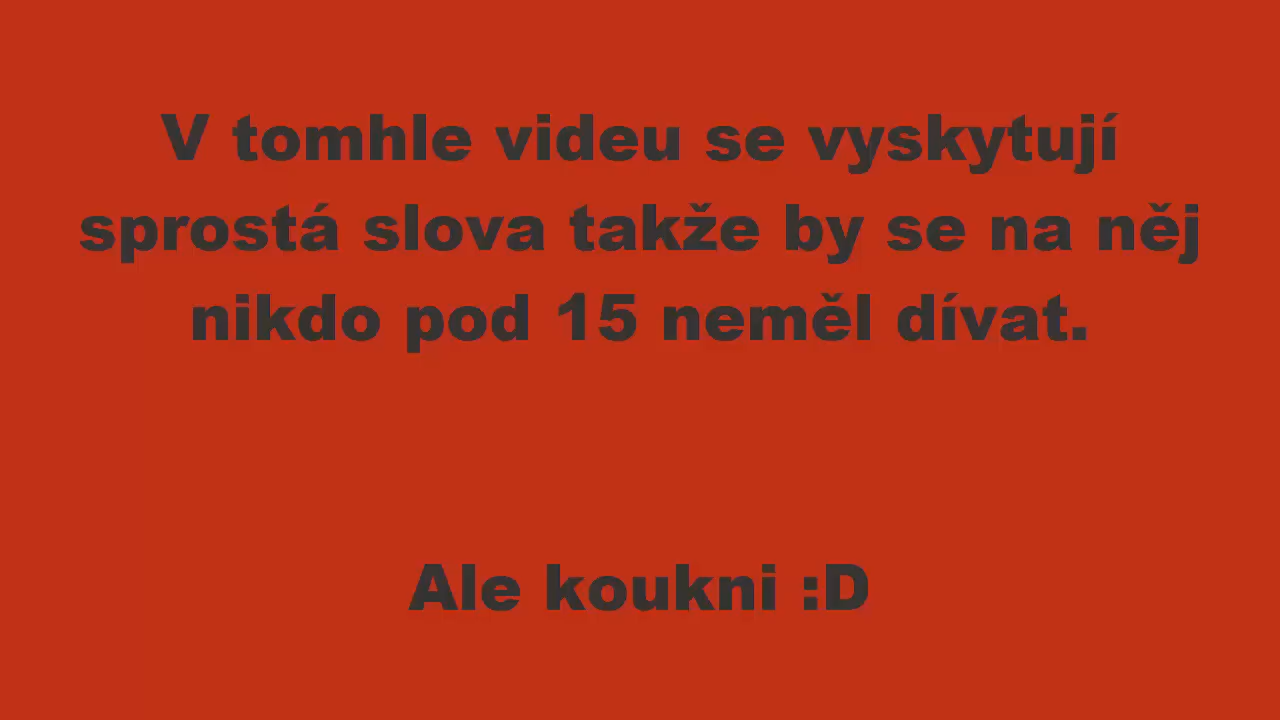 V tomhle videu se vyskytují
sprostá slova takže by se na něj
nikdo pod 15 neměl dívat.
Ale koukni :D